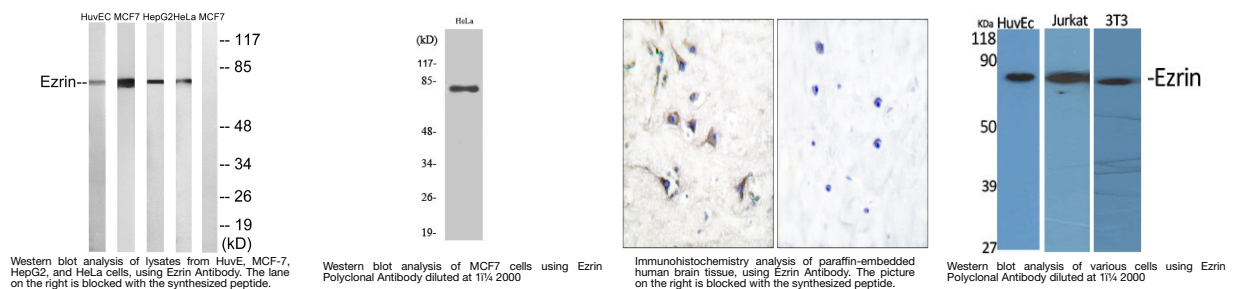 HuvEC MCF7 HepG2 HeLa MCF7
-- 117
-- 85
Ezrin--
-- 48
-- 34
-- 26
-- 19
(kD)
Western blot analysis of lysates from HuvE, MCF-7,
HepG2, and HeLa cells, using Ezrin Antibody. The lane
on the right is blocked with the synthesized peptide.
HeLa
(kD)
117-
85-
48-
34-
26-
19-
Western blot analysis of MCF7 cells using Ezrin
Polyclonal Antibody diluted at 1ï¼ 2000
Immunohistochemistry analysis of paraffin-embedded
human brain tissue, using Ezrin Antibody. The picture
on the right is blocked with the synthesized peptide.
KDa HuvEc Jurkat 3T3
118
90
-Ezrin
50
39
27
Western blot analysis of various cells using Ezrin
Polyclonal Antibody diluted at 1ï¼ 2000